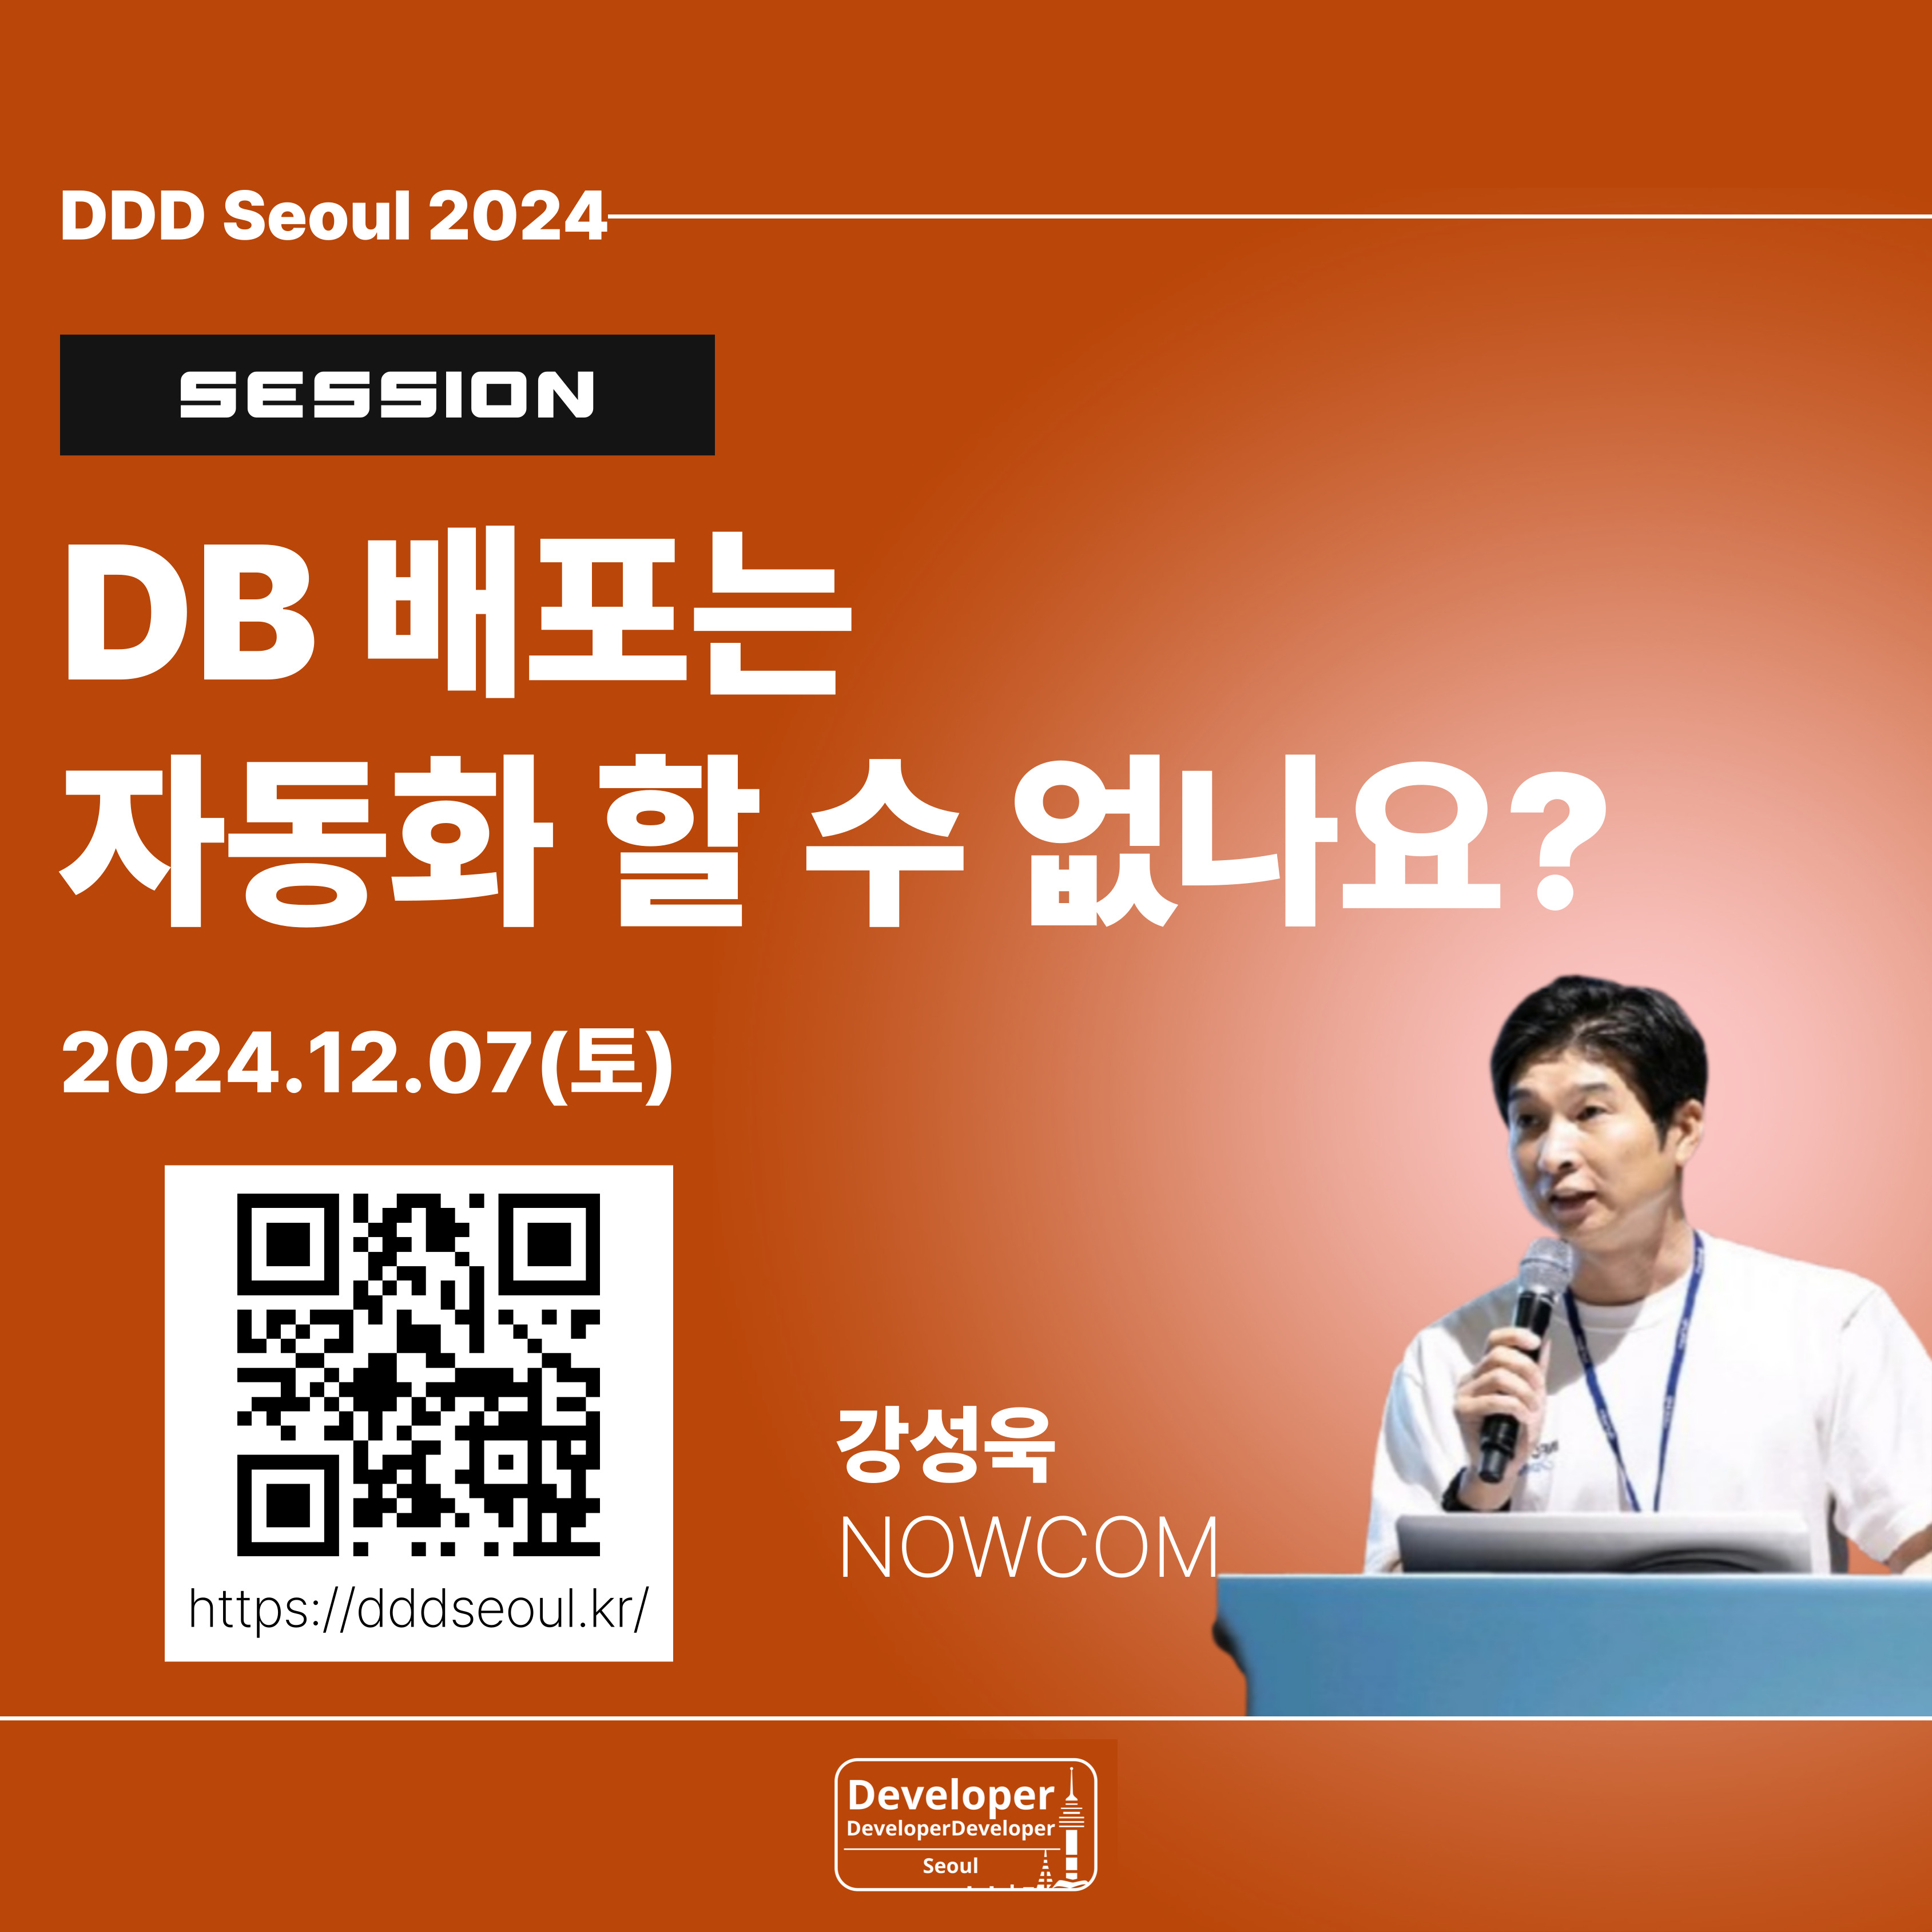 DDD Seoul 2024
SESSION
DB 배포는
자동화 할 수 없나요?
2024.12.07(토)
https://dddseoul.kr/
강성욱
NOWCOM
Developer
DeveloperDeveloper
Seoul